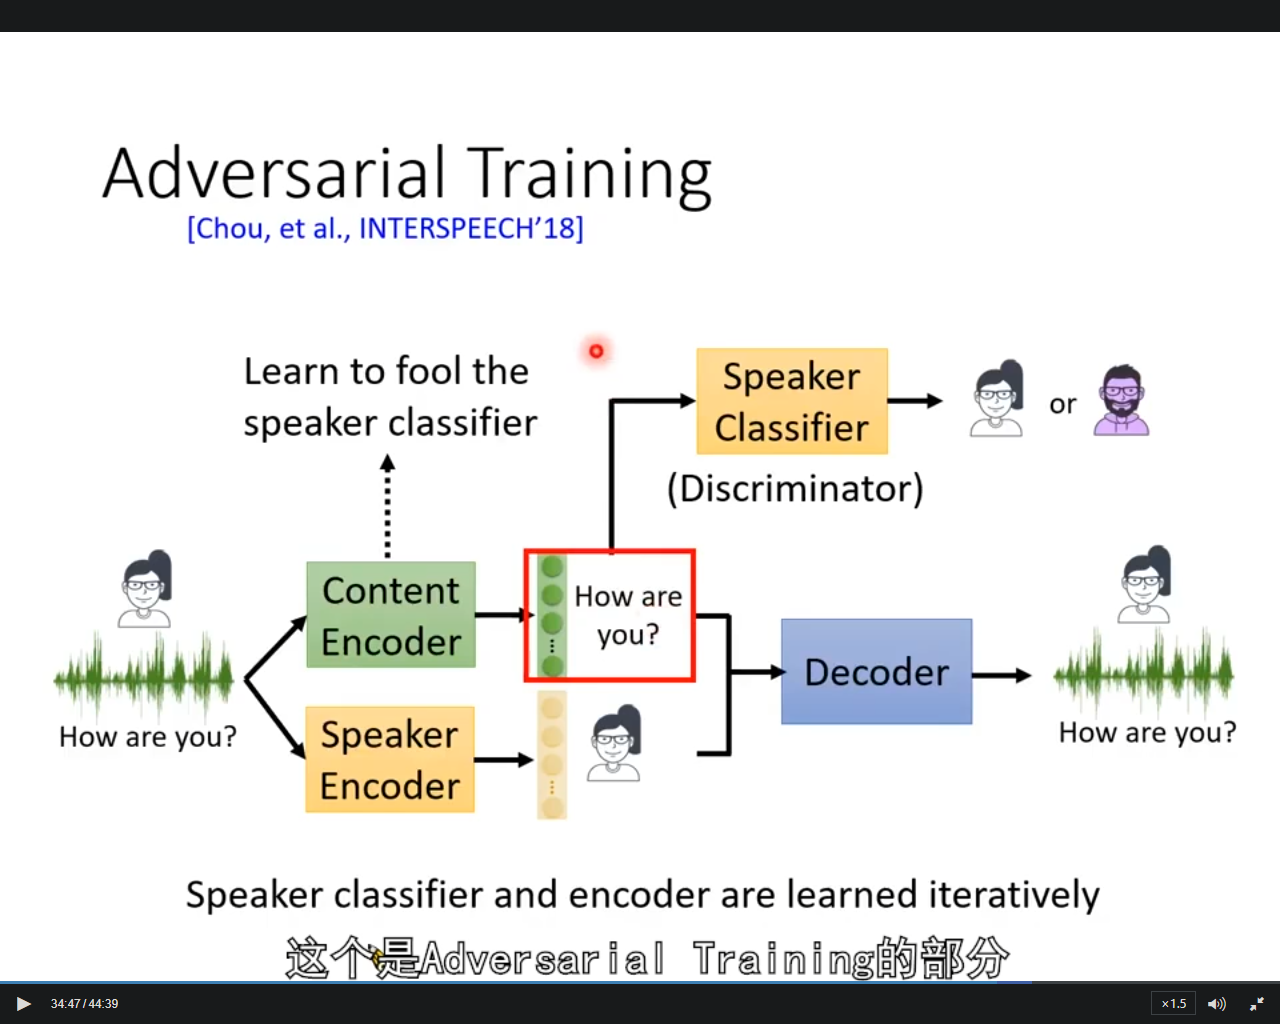 Adversarial Training
[Chou, et al., INTERSPEECH’18]
Learn to fool the
speaker classifier
Speaker
Classifier
or
(Discriminator)
Content
Encoder
How are
you?
Decoder
How are you?
Speaker
Encoder
How are you?
Speaker classifier and encoder are learned iteratively
这个是Adversarial Training的部分
34:47/44:39
×1.5